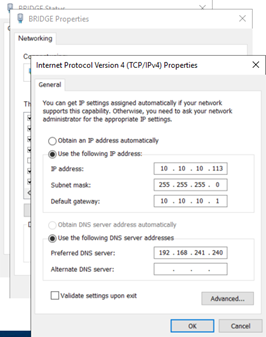 BRIDGE Status
BRIDGE Properties
Networking
Internet Protocol Version 4 (TCP/IPv4) Properties
General
You can get IP settings assigned automatically if your network
supports this capability. Otherwise, you need to ask your network
administrator for the appropriate IP settings.
Obtain an IP address automatically
Use the following IP address:
IP address: 10 . 10 . 10 . 113
Subnet mask: 255 . 255 . 255 . 0
Default gateway: 10 . 10 . 10 . 1
Obtain DNS server address automatically
Use the following DNS server addresses
Preferred DNS server: 192 . 168 . 241 . 240
Alternate DNS server: . . .
Validate settings upon exit
Advanced...
OK Cancel